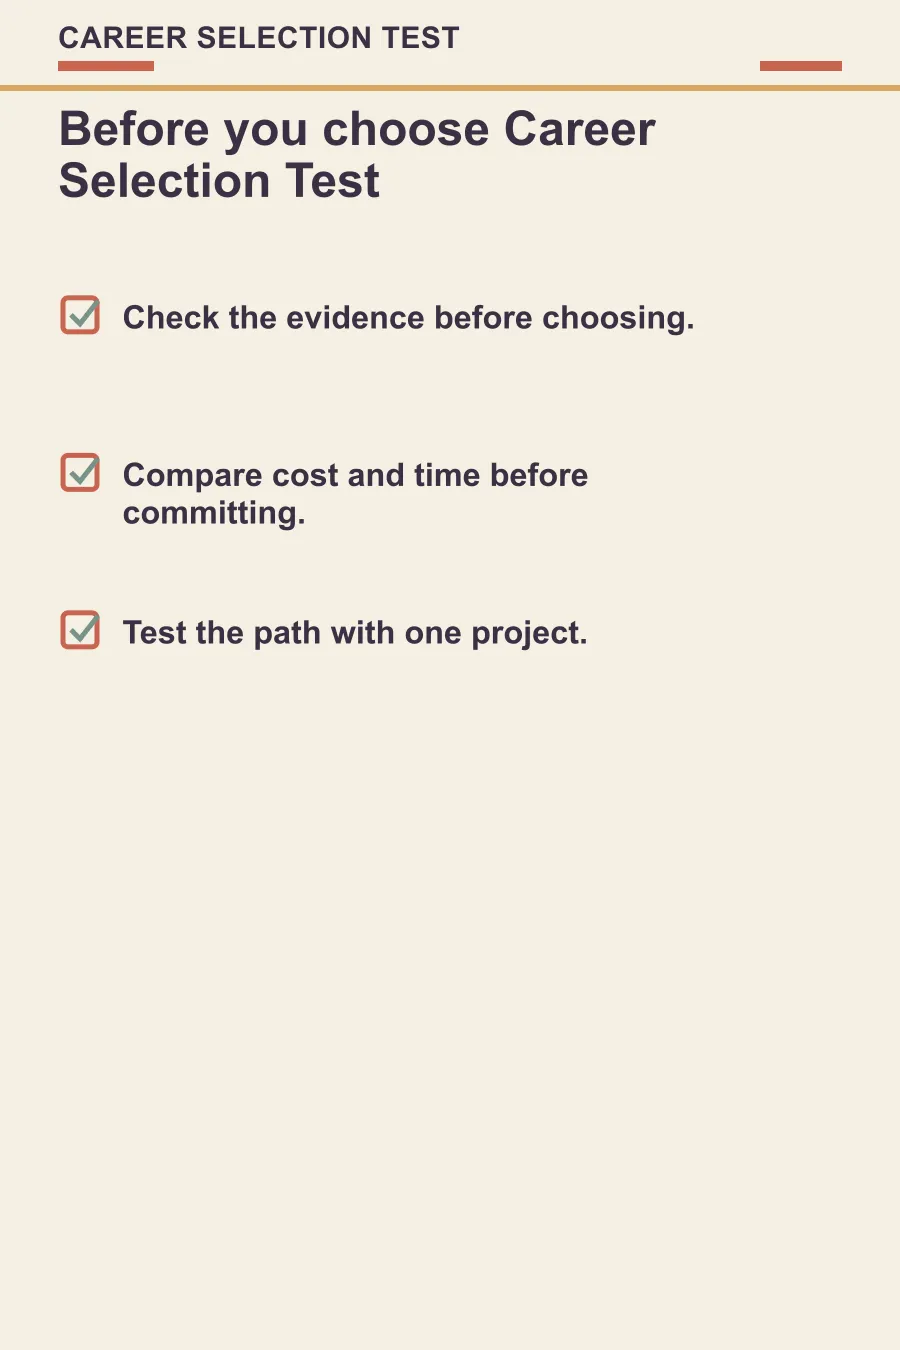 CAREER SELECTION TEST
Before you choose Career
Selection Test
Check the evidence before choosing.
Compare cost and time before
committing.
Test the path with one project.